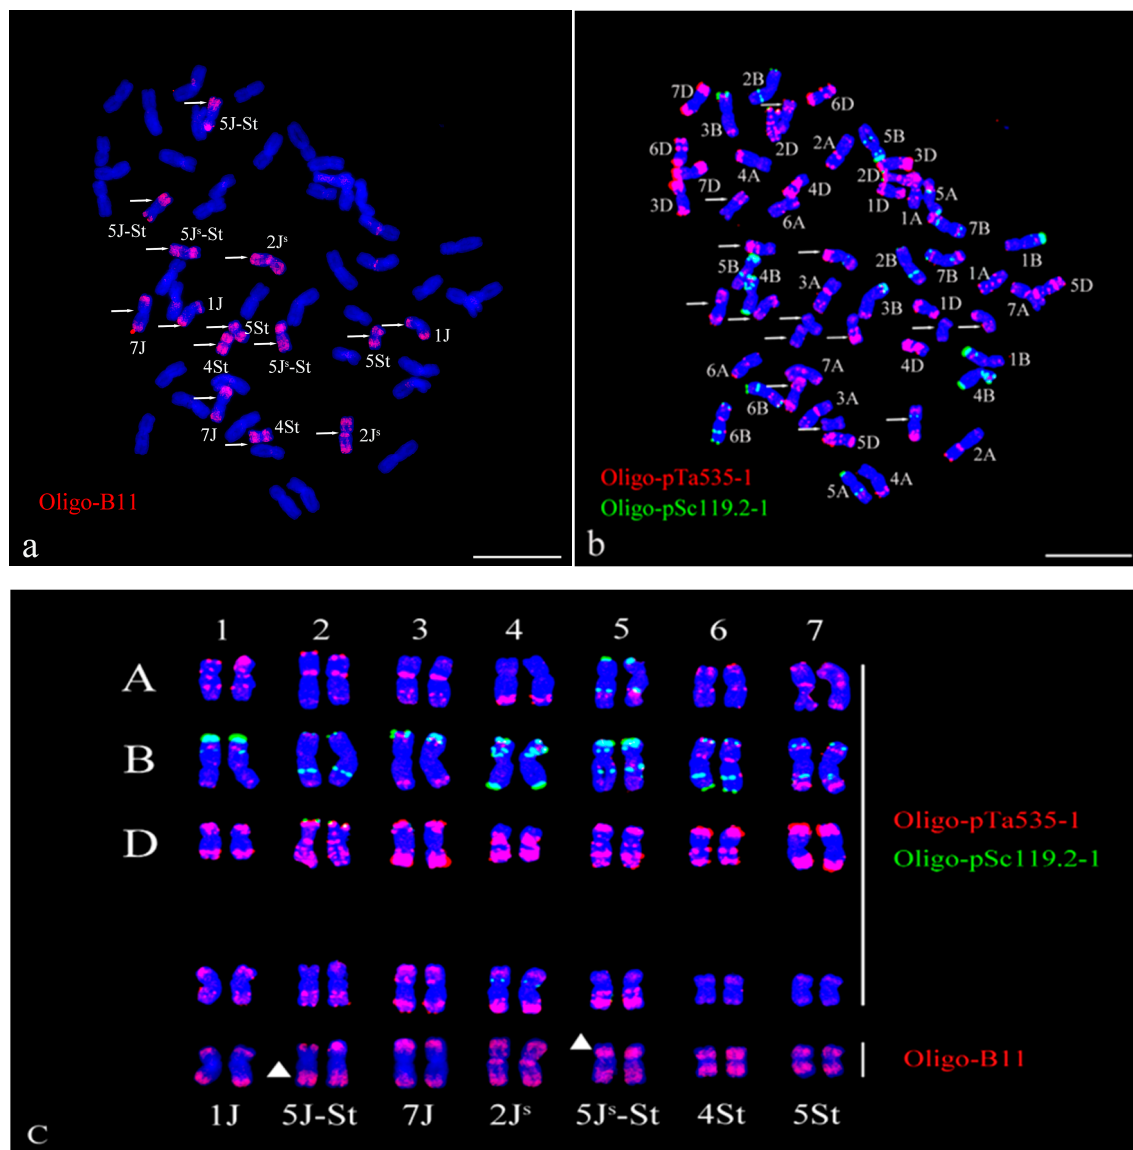 5J-St
5J-St
5Jˢ-St
2Jˢ
1J
7J
5St
4St
5Jˢ-St
5St
1J
7J
4St
2Jˢ
Oligo-B11
a
2B
7D
6D
3B
2D
5B
6D
2A
3D
4A
2D
7D
4D
5A
3D
6A
1D
1A
7B
1B
5B
4B
2B
7B
3A
1A
5D
3B
1D
7A
6A
7A
4D
1B
4B
6B
3A
6B
5D
2A
5A
4A
Oligo-pTa535-1
Oligo-pSc119.2-1
b
1 2 3 4 5 6 7
A
B
D
Oligo-pTa535-1
Oligo-pSc119.2-1
Oligo-B11
1J 5J-St 7J 2Jˢ 5Jˢ-St 4St 5St
c